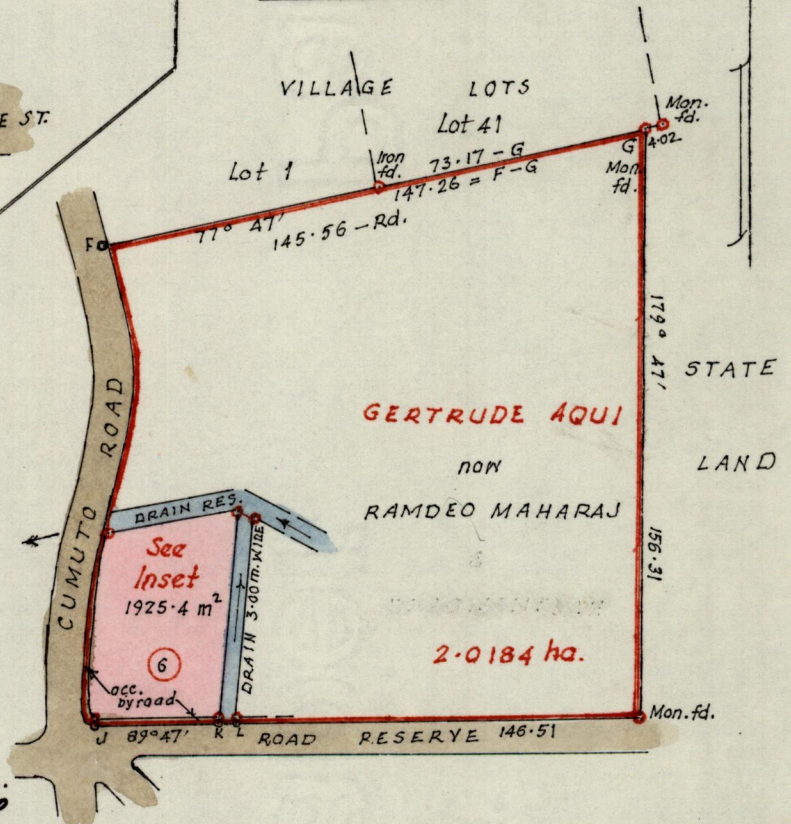 E ST.
VILLAGE LOTS
Lot 41
Mon.
fd.
4.02
G
Mon.
fd.
Lot 1
Iron
fd.
73.17 - G
147.26 = F-G
77° 47'
145.56 - Rd.
F
179° 47'
STATE
LAND
156.31
CUMUTO ROAD
GERTRUDE AQUI
now
RAMDEO MAHARAJ
2.0184 ha.
DRAIN RES.
See
Inset
1925.4 m²
6
DRAIN 3.00m. WIDE
occ.
by road
Mon. fd.
J 89° 47' K L ROAD RESERVE 146.51